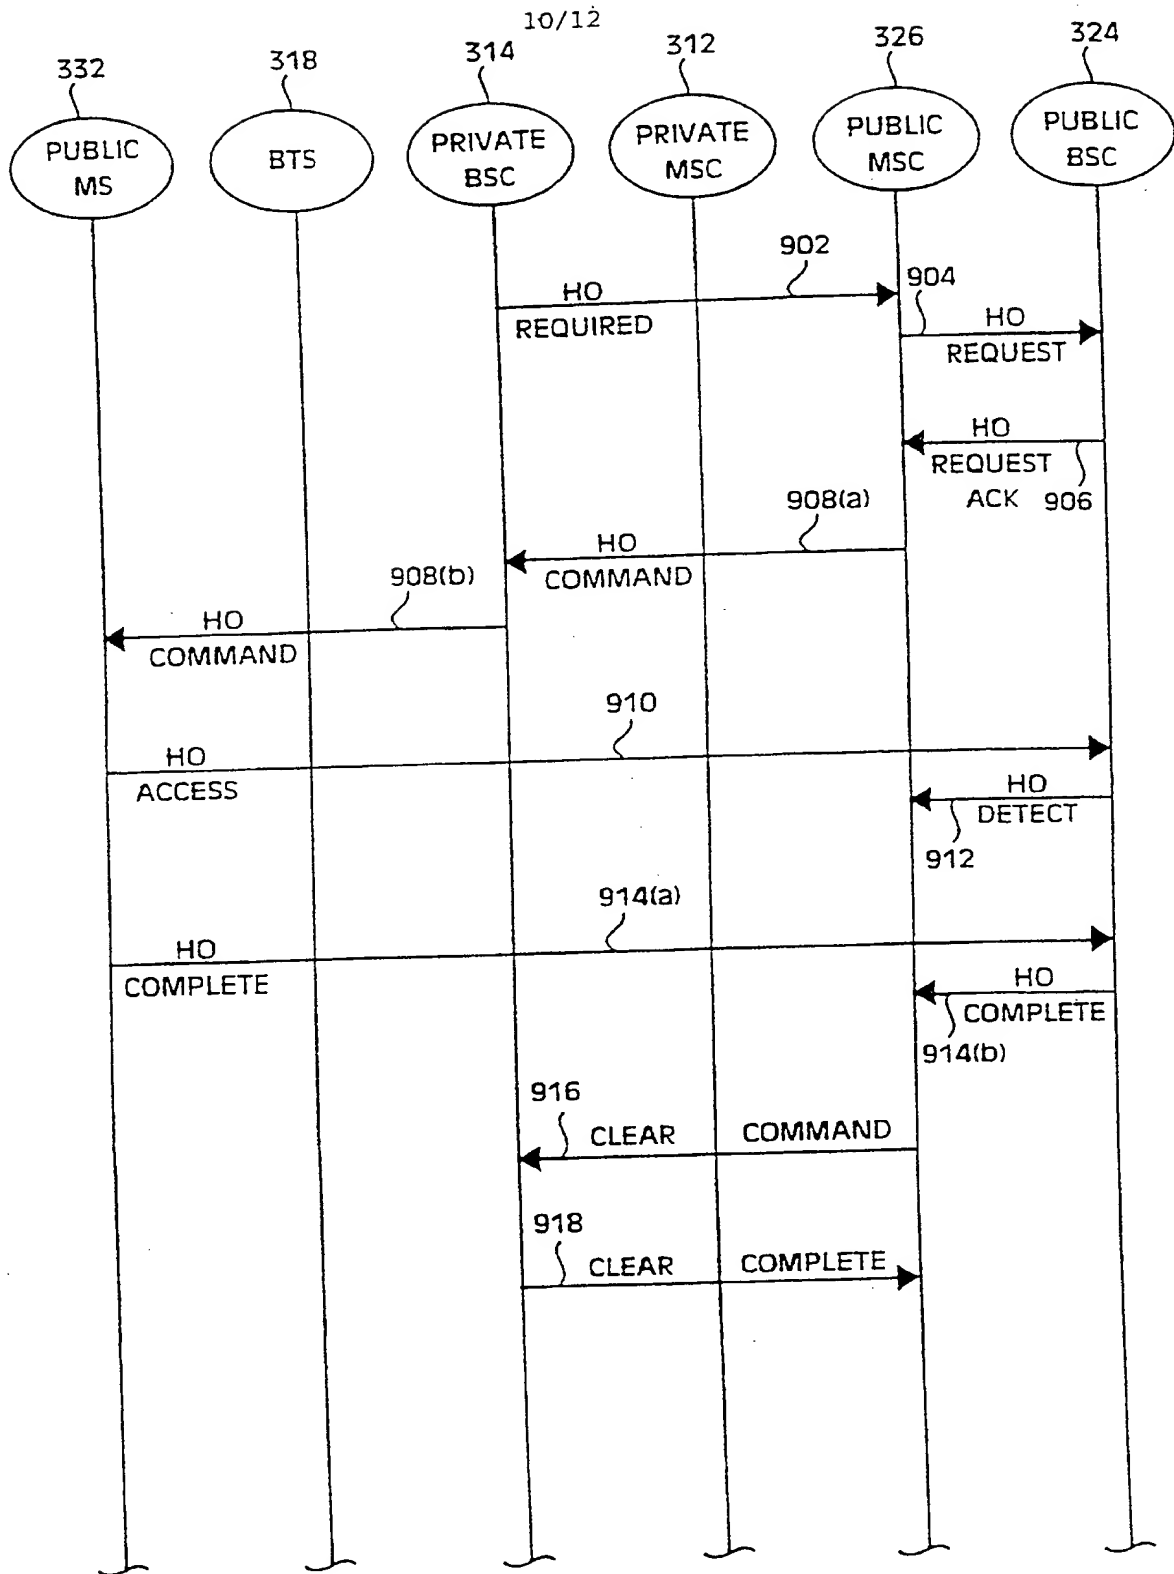 10/12
332
318
314
312
326
324
PUBLIC
MS
BTS
PRIVATE
BSC
PRIVATE
MSC
PUBLIC
MSC
PUBLIC
BSC
902
HO
REQUIRED
904
HO
REQUEST
HO
REQUEST
ACK 906
908(a)
HO
COMMAND
908(b)
HO
COMMAND
910
HO
ACCESS
HO
DETECT
912
914(a)
HO
COMPLETE
HO
COMPLETE
914(b)
916
CLEAR COMMAND
918
CLEAR COMPLETE